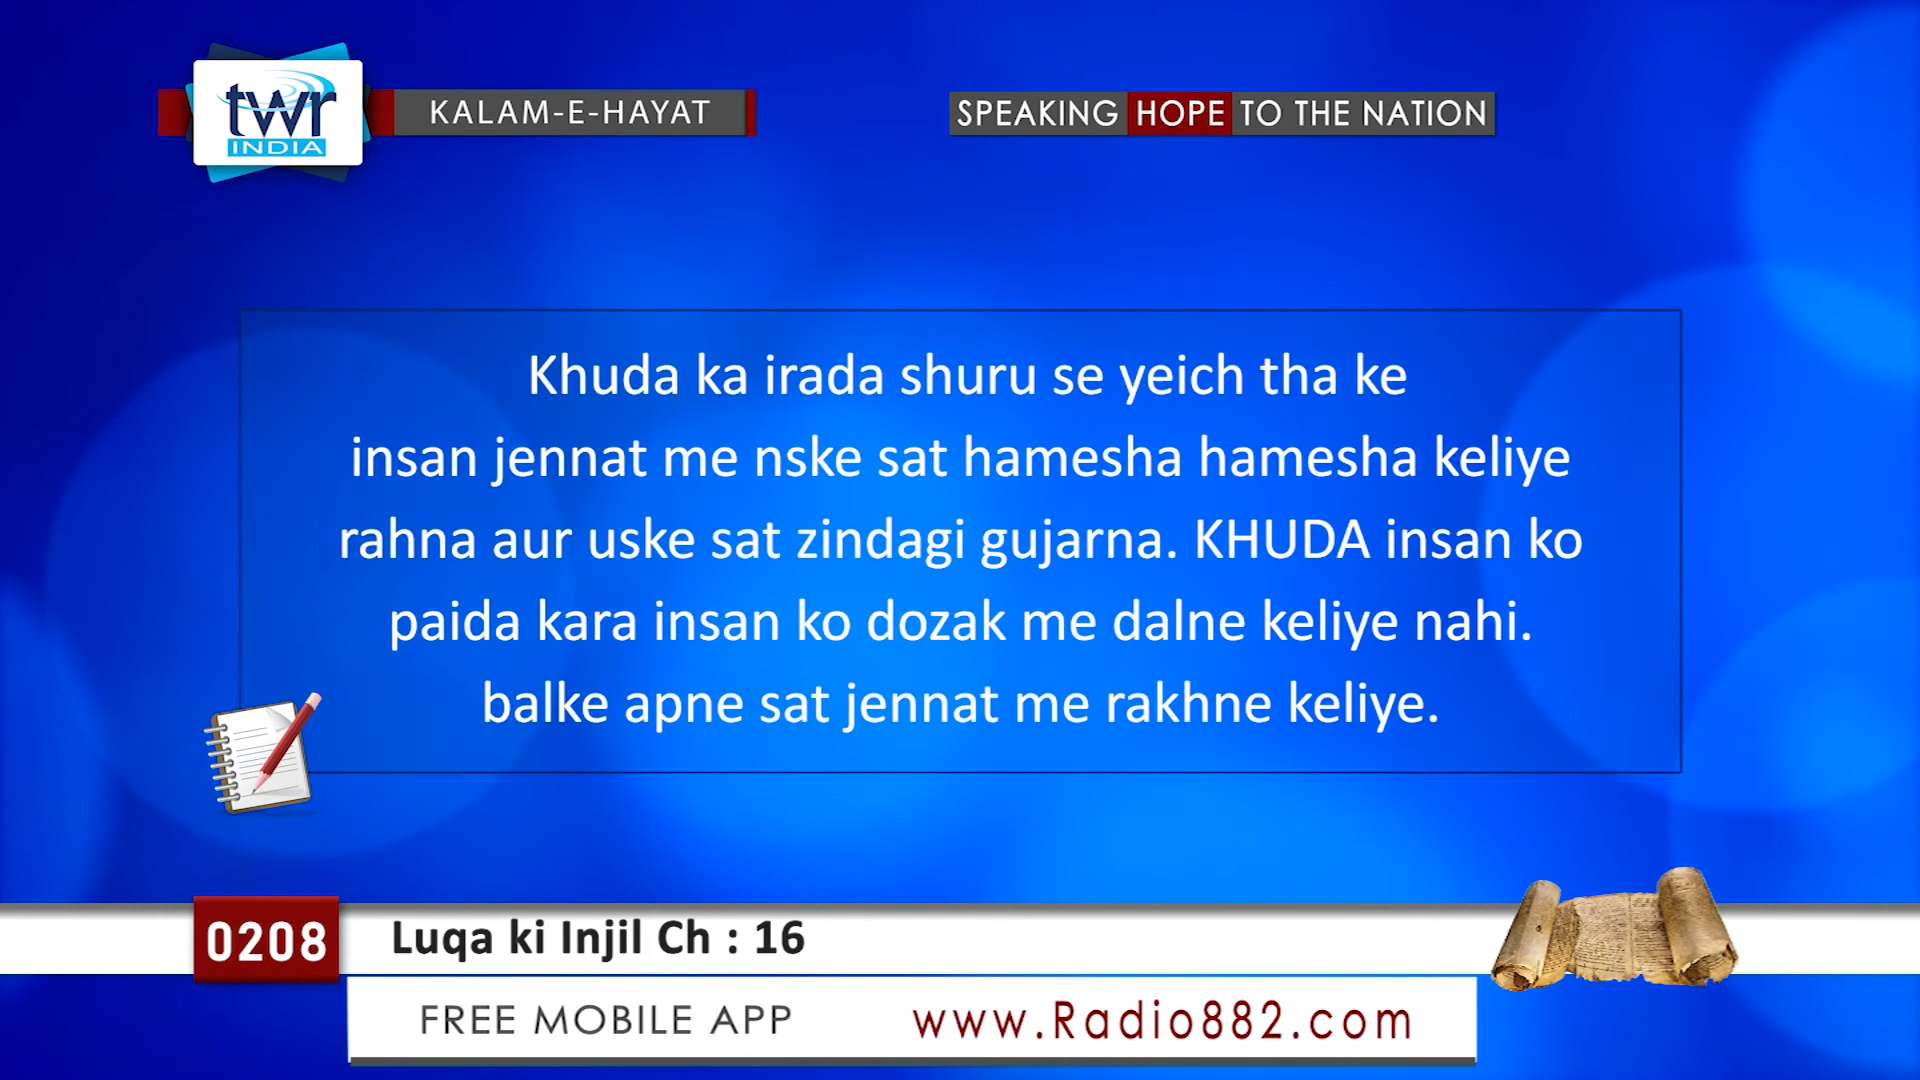 twr
INDIA
KALAM-E-HAYAT
SPEAKING HOPE TO THE NATION
Khuda ka irada shuru se yeich tha ke
insan jennat me nske sat hamesha hamesha keliye
rahna aur uske sat zindagi gujarna. KHUDA insan ko
paida kara insan ko dozak me dalne keliye nahi.
balke apne sat jennat me rakhne keliye.
0208
Luqa ki Injil Ch : 16
FREE MOBILE APP
www.Radio882.com